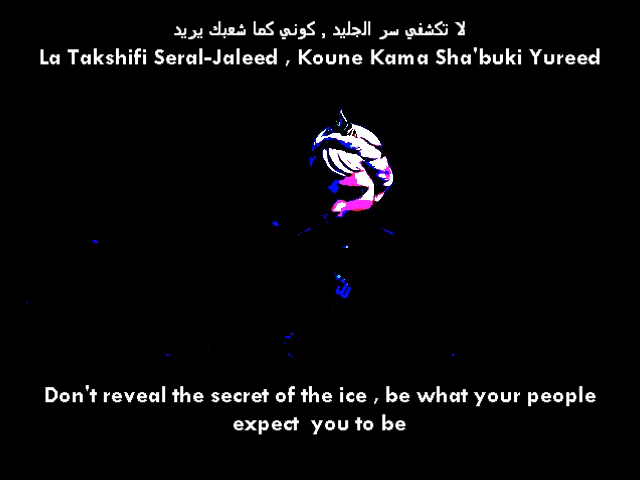 لا تكشفي سر الجليد , كوني كما شعبك يريد
La Takshifi Seral-Jaleed , Koune Kama Sha'buki Yureed
Don't reveal the secret of the ice , be what your people
expect  you to be